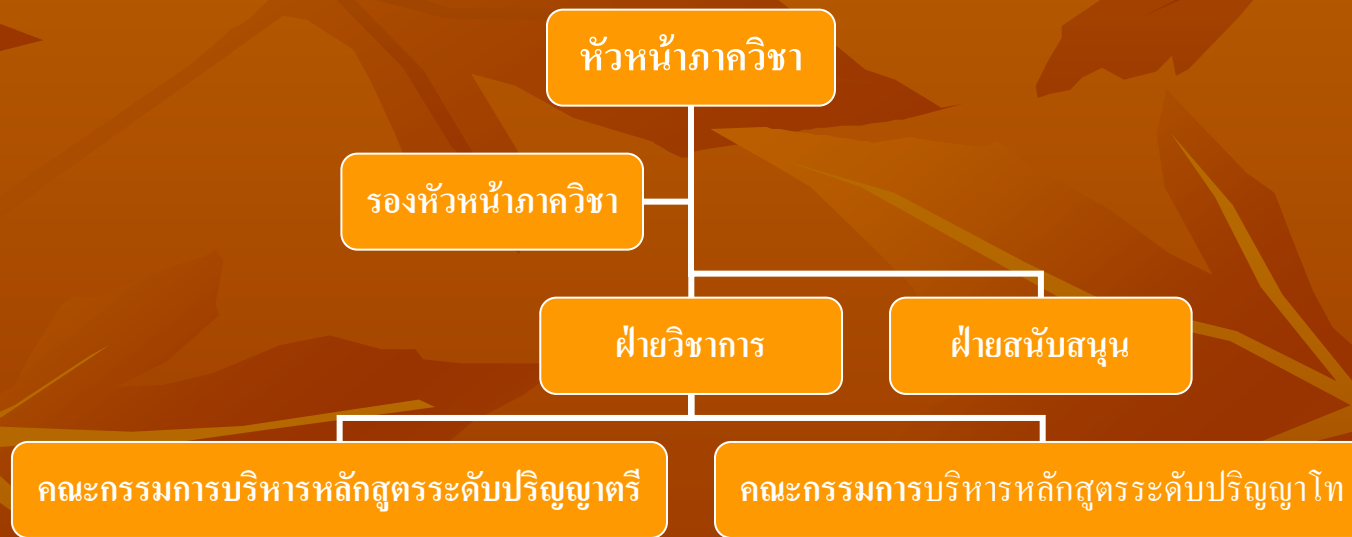 หัวหน้าภาควิชา
รองหัวหน้าภาควิชา
ฝ่ายวิชาการ
ฝ่ายสนับสนุน
คณะกรรมการบริหารหลักสูตรระดับปริญญาตรี
คณะกรรมการบริหารหลักสูตรระดับปริญญาโท